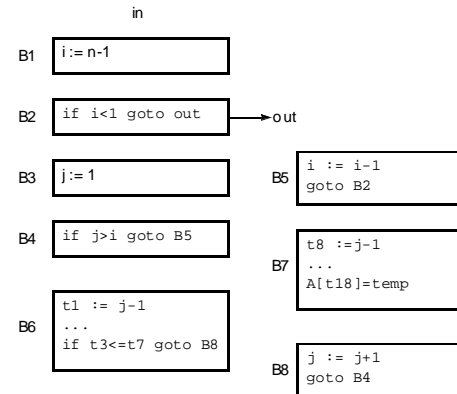 in
B1
i := n-1
B2
if i<1 goto out
out
B3
j := 1
B4
if j>i goto B5
B6
t1 := j-1
...
if t3<=t7 goto B8
B5
i := i-1
goto B2
B7
t8 :=j-1
...
A[t18]=temp
B8
j := j+1
goto B4